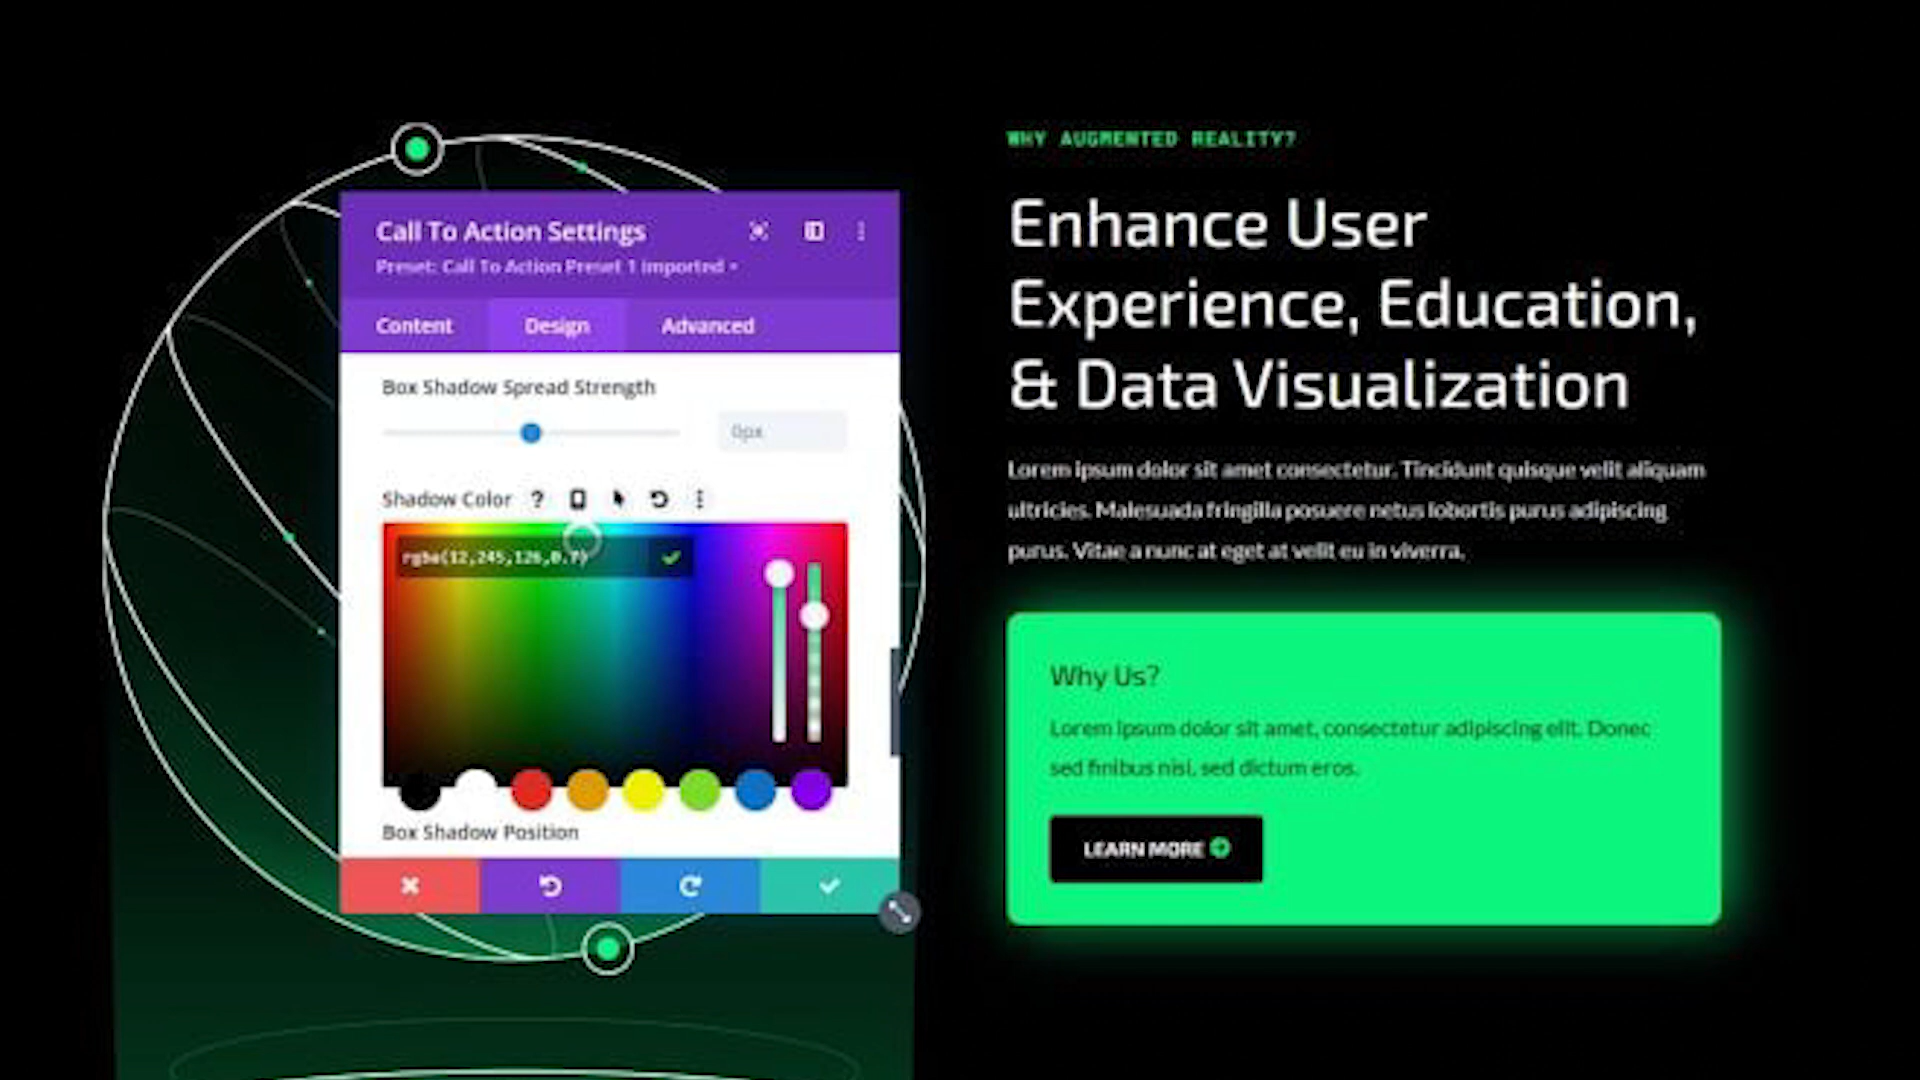 WHY AUGMENTED REALITY?
Enhance User
Experience, Education,
& Data Visualization
Lorem ipsum dolor sit amet consectetur. Tincidunt quisque velit aliquam
ultricies. Malesuada fringilla posuere netus lobortis purus adipiscing
purus. Vitae a nunc at eget at velit eu in viverra.
Why Us?
Lorem ipsum dolor sit amet, consectetur adipiscing elit. Donec
sed finibus nisi, sed dictum eros.
LEARN MORE
Call To Action Settings
Preset: Call To Action Preset 1 Imported
Content
Design
Advanced
Box Shadow Spread Strength
0px
Shadow Color
rgba(12,245,126,0.7)
Box Shadow Position